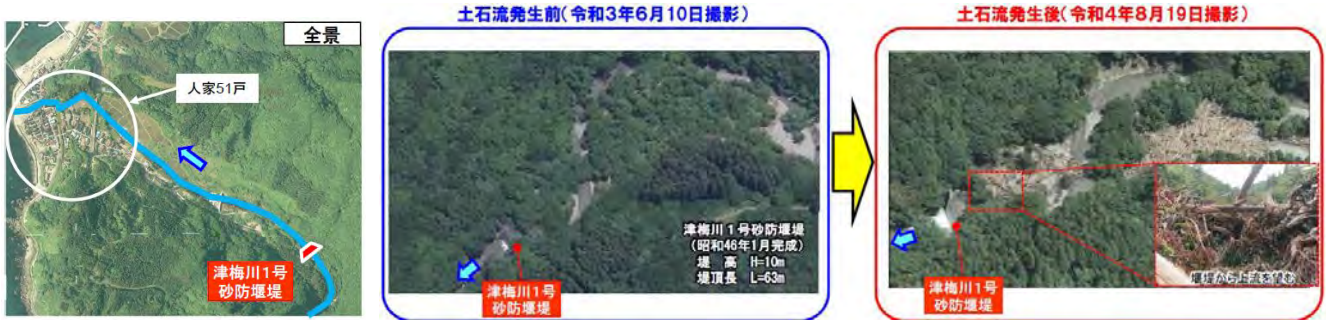 全景
人家51戸
津梅川1号
砂防堰堤
土石流発生前(令和3年6月10日撮影)
津梅川1号砂防堰堤
(昭和46年1月完成)
堤 高 H=10m
堤頂長 L=63m
津梅川1号
砂防堰堤
土石流発生後(令和4年8月19日撮影)
堰堤から上流を望む
津梅川1号
砂防堰堤